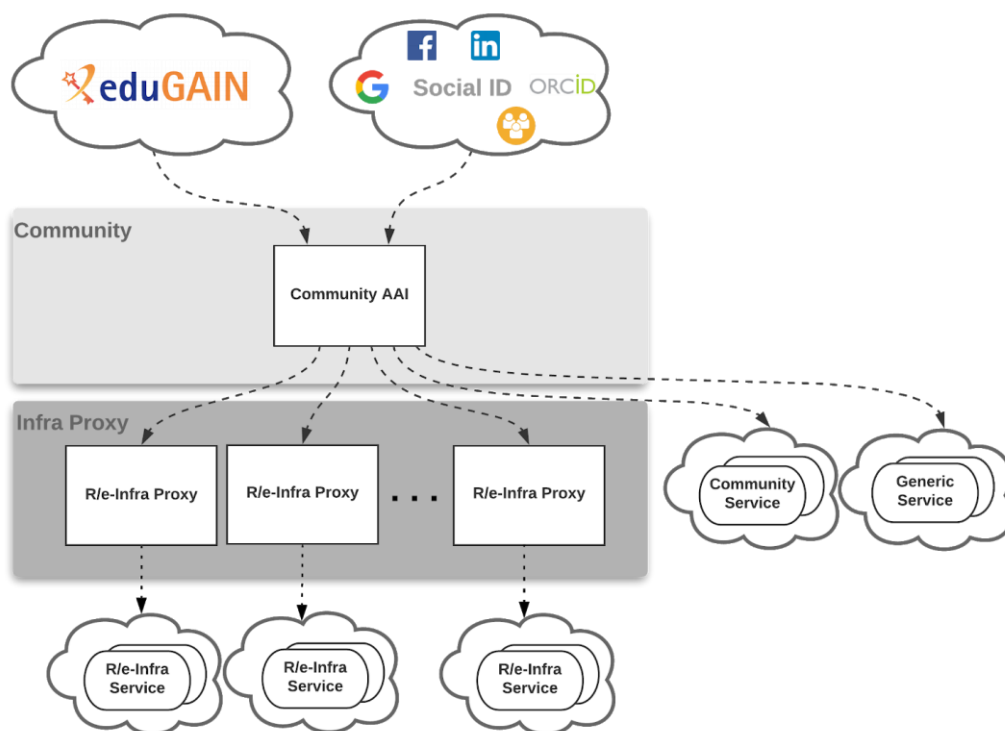 eduGAIN
f
in
G
Social ID
ORCID
Community
Community AAI
Infra Proxy
R/e-Infra Proxy
R/e-Infra Proxy
. . .
R/e-Infra Proxy
Community
Service
Generic
Service
R/e-Infra
Service
R/e-Infra
Service
R/e-Infra
Service